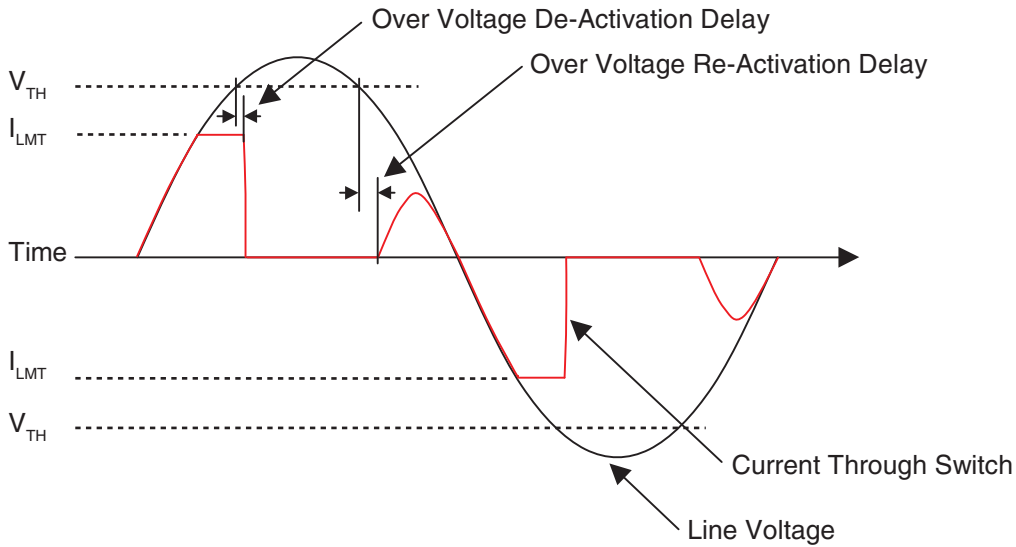 Over Voltage De-Activation Delay
Over Voltage Re-Activation Delay
V_TH
I_LMT
Time
I_LMT
V_TH
Current Through Switch
Line Voltage